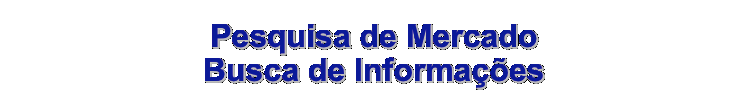 Pesquisa de Mercado
Busca de Informações